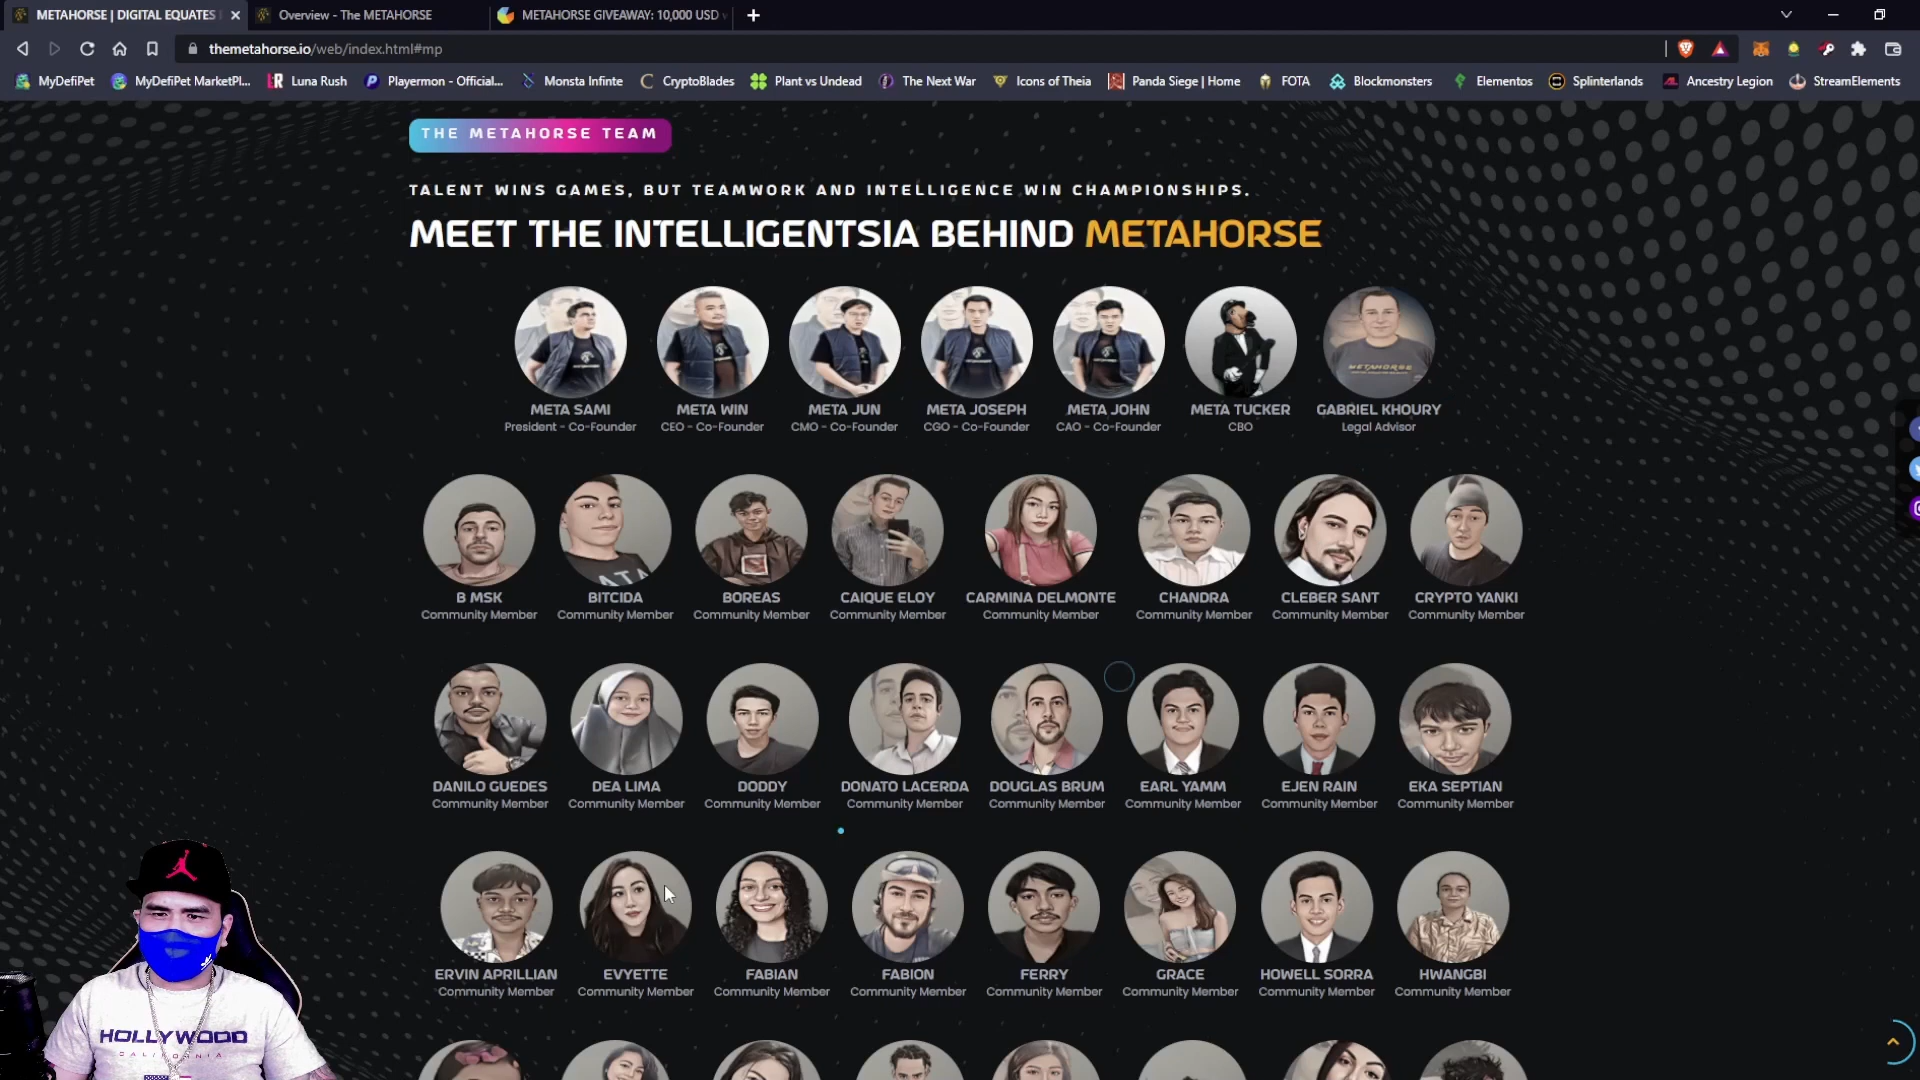 METAHORSE | DIGITAL EQUATES
Overview - The METAHORSE
METAHORSE GIVEAWAY: 10,000 USD
themetahorse.io/web/index.html#mp
MyDefiPet
MyDefiPet MarketPl...
Luna Rush
Playermon - Official...
Monsta Infinte
CryptoBlades
Plant vs Undead
The Next War
Icons of Theia
Panda Siege | Home
FOTA
Blockmonsters
Elementos
Splinterlands
Ancestry Legion
StreamElements
THE METAHORSE TEAM
TALENT WINS GAMES, BUT TEAMWORK AND INTELLIGENCE WIN CHAMPIONSHIPS.
MEET THE INTELLIGENTSIA BEHIND METAHORSE
META SAMI
President - Co-Founder
META WIN
CEO - Co-Founder
META JUN
CMO - Co-Founder
META JOSEPH
CGO - Co-Founder
META JOHN
CAO - Co-Founder
META TUCKER
CBO
GABRIEL KHOURY
Legal Advisor
METAHORSE
B MSK
Community Member
BITCIDA
Community Member
BOREAS
Community Member
CAIQUE ELOY
Community Member
CARMINA DELMONTE
Community Member
CHANDRA
Community Member
CLEBER SANT
Community Member
CRYPTO YANKI
Community Member
DANILO GUEDES
Community Member
DEA LIMA
Community Member
DODDY
Community Member
DONATO LACERDA
Community Member
DOUGLAS BRUM
Community Member
EARL YAMM
Community Member
EJEN RAIN
Community Member
EKA SEPTIAN
Community Member
ERVIN APRILLIAN
Community Member
EVYETTE
Community Member
FABIAN
Community Member
FABION
Community Member
FERRY
Community Member
GRACE
Community Member
HOWELL SORRA
Community Member
HWANGBI
Community Member
HOLLYWOOD
CALIFORNIA